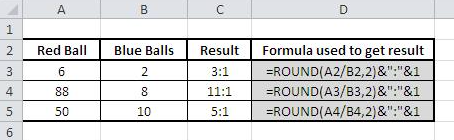 A B C D
1
2 Red Ball Blue Balls Result Formula used to get result
3 6 2 3:1 =ROUND(A2/B2,2)&":"&1
4 88 8 11:1 =ROUND(A3/B3,2)&":"&1
5 50 10 5:1 =ROUND(A4/B4,2)&":"&1
6